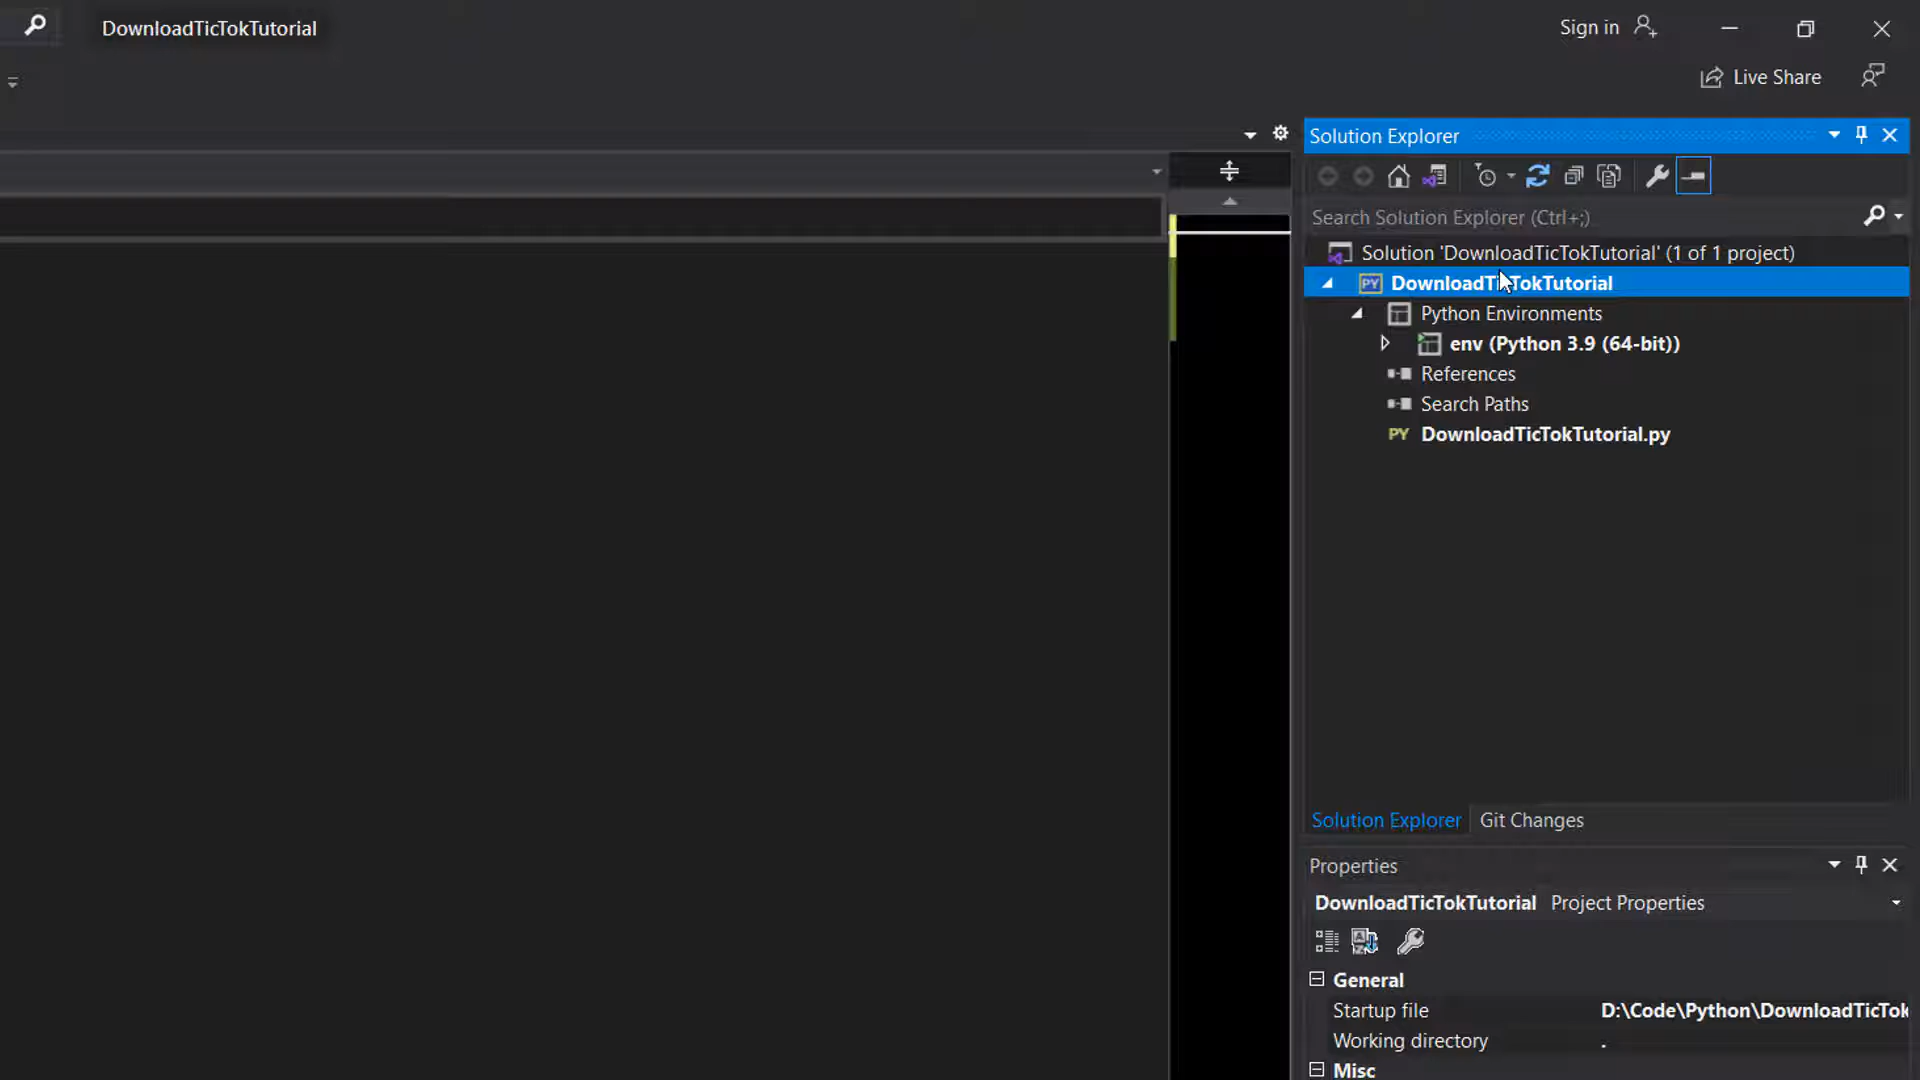 DownloadTicTokTutorial
Sign in
Live Share
Solution Explorer
Search Solution Explorer (Ctrl+;)
Solution 'DownloadTicTokTutorial' (1 of 1 project)
PY DownloadTicTokTutorial
Python Environments
env (Python 3.9 (64-bit))
References
Search Paths
PY DownloadTicTokTutorial.py
Solution Explorer Git Changes
Properties
DownloadTicTokTutorial Project Properties
General
Startup file D:\Code\Python\DownloadTicTok
Working directory .
Misc